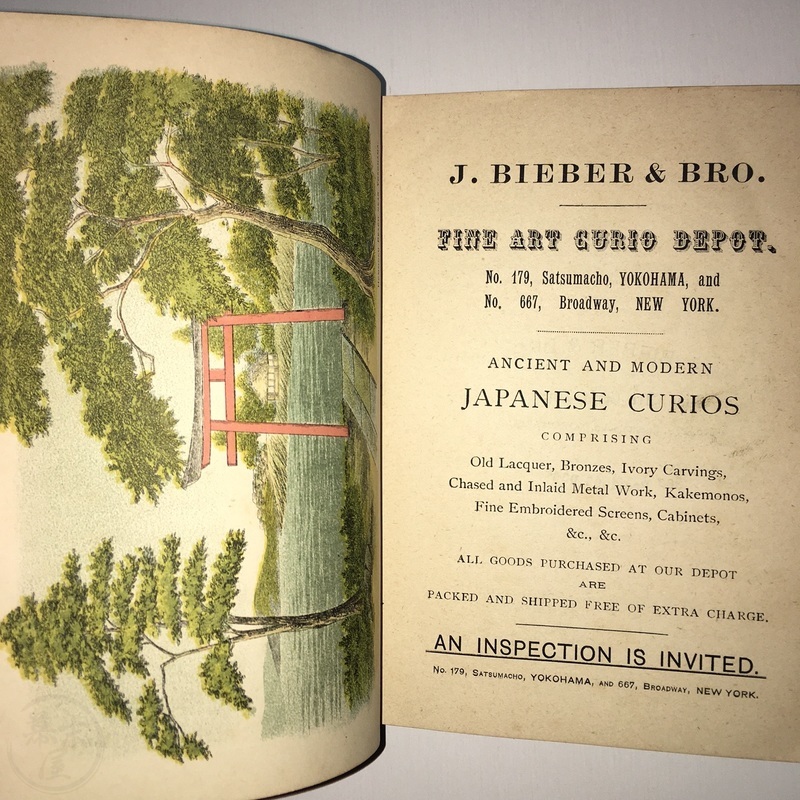 J. BIEBER & BRO.
FINE ART CURIO DEPOT.
No. 179, Satsumacho, YOKOHAMA, and
No. 667, Broadway, NEW YORK.
ANCIENT AND MODERN
JAPANESE CURIOS
COMPRISING
Old Lacquer, Bronzes, Ivory Carvings,
Chased and Inlaid Metal Work, Kakemonos,
Fine Embroidered Screens, Cabinets,
&c., &c.
ALL GOODS PURCHASED AT OUR DEPOT
ARE
PACKED AND SHIPPED FREE OF EXTRA CHARGE.
AN INSPECTION IS INVITED.
No. 179, Satsumacho, YOKOHAMA, and 667, Broadway, NEW YORK.